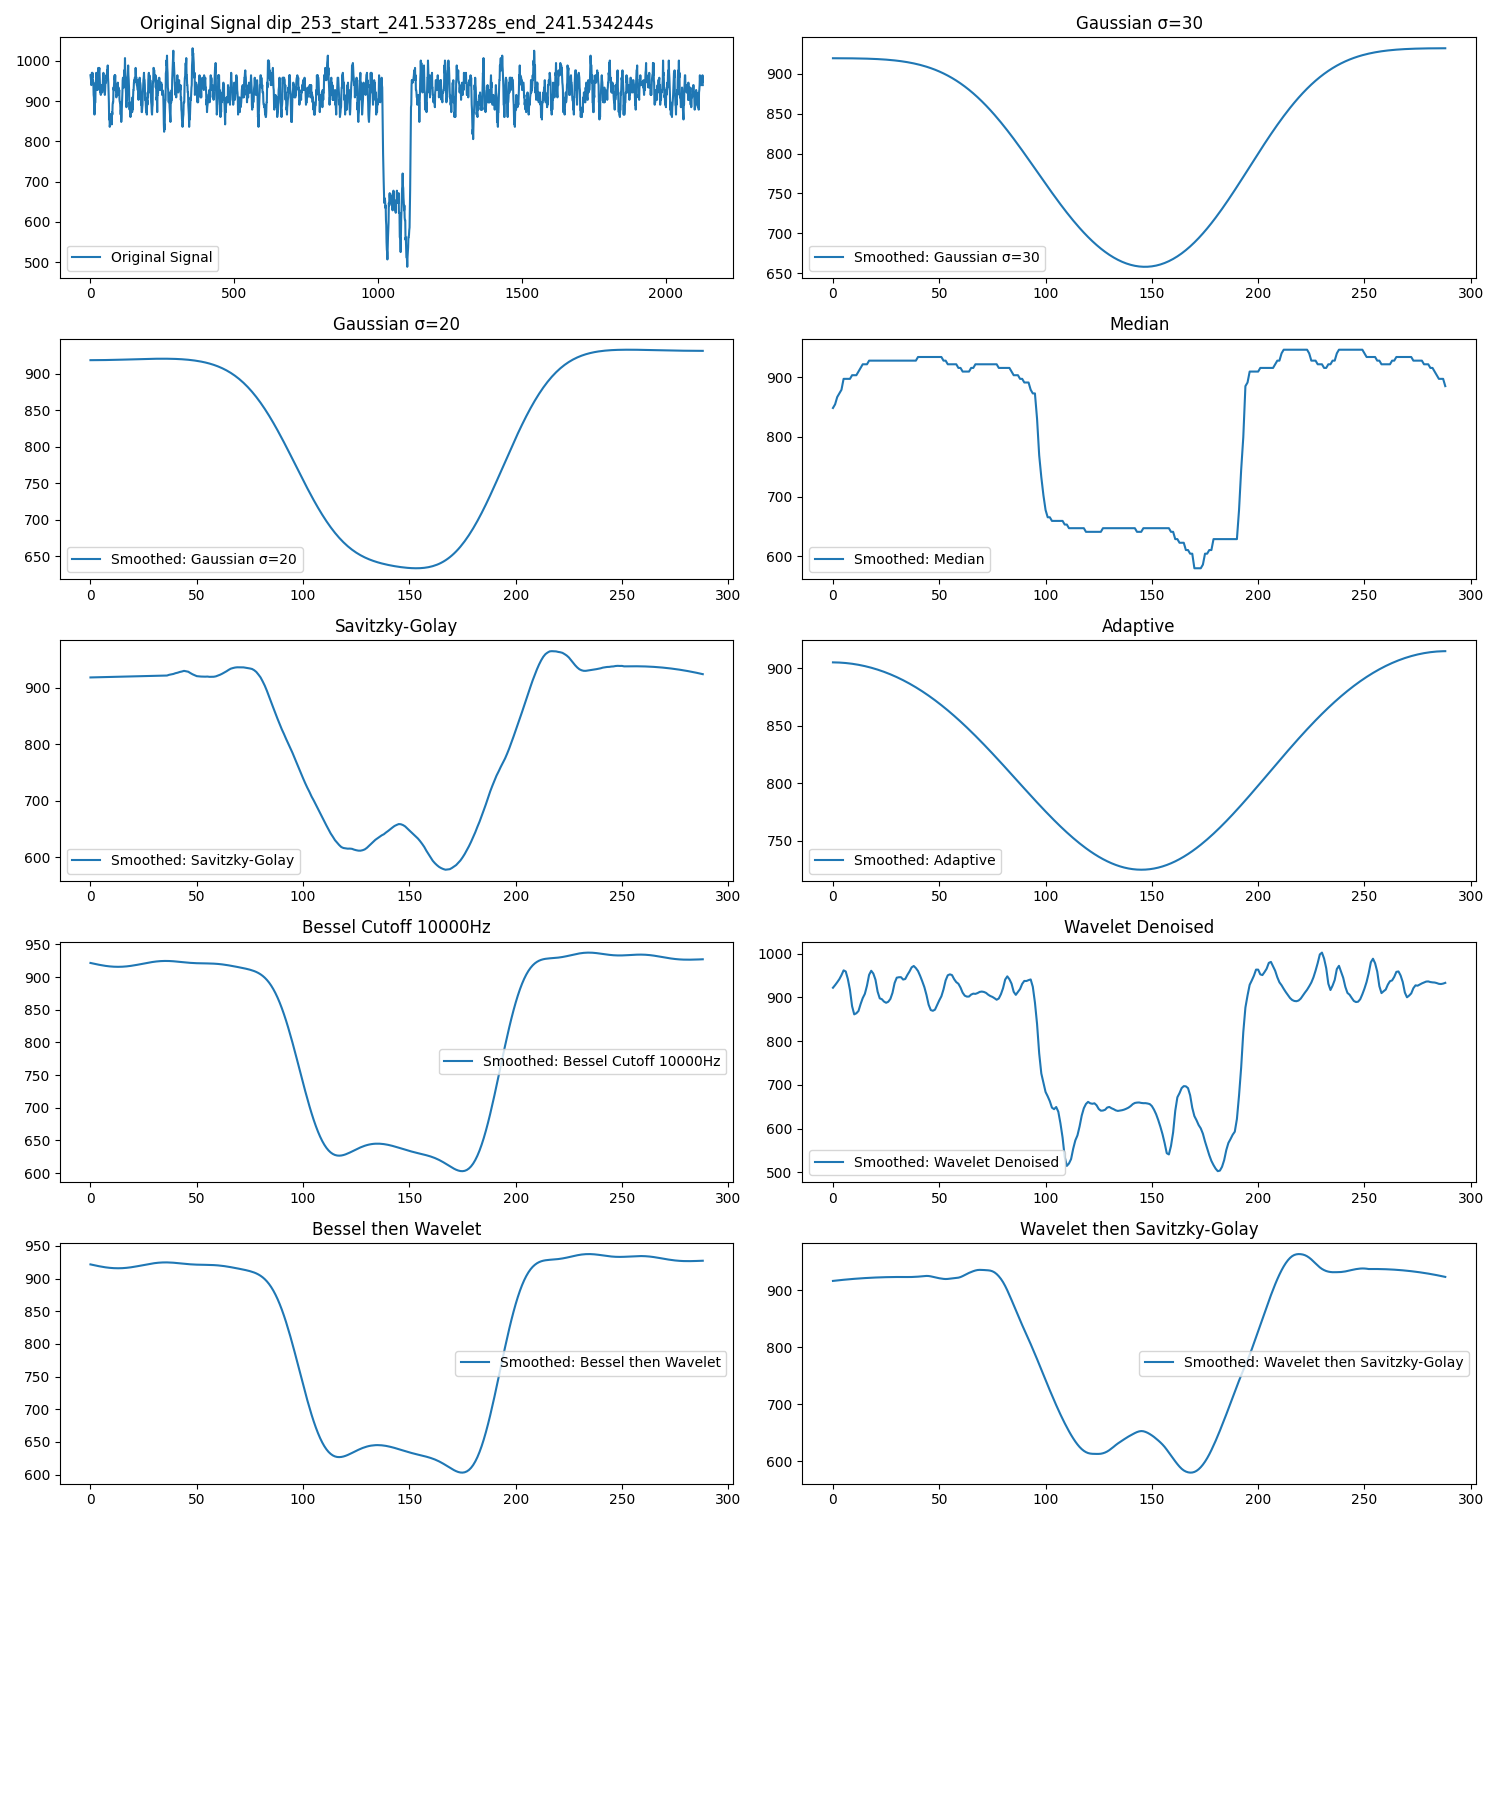 Original Signal dip_253_start_241.533728s_end_241.534244s
1000
900
800
700
600
500
Original Signal
0 500 1000 1500 2000
Gaussian σ=30
900
850
800
750
700
650
Smoothed: Gaussian σ=30
0 50 100 150 200 250 300
Gaussian σ=20
900
850
800
750
700
650
Smoothed: Gaussian σ=20
0 50 100 150 200 250 300
Median
900
800
700
600
Smoothed: Median
0 50 100 150 200 250 300
Savitzky-Golay
900
800
700
600
Smoothed: Savitzky-Golay
0 50 100 150 200 250 300
Adaptive
900
850
800
750
Smoothed: Adaptive
0 50 100 150 200 250 300
Bessel Cutoff 10000Hz
950
900
850
800
750
700
650
600
Smoothed: Bessel Cutoff 10000Hz
0 50 100 150 200 250 300
Wavelet Denoised
1000
900
800
700
600
500
Smoothed: Wavelet Denoised
0 50 100 150 200 250 300
Bessel then Wavelet
950
900
850
800
750
700
650
600
Smoothed: Bessel then Wavelet
0 50 100 150 200 250 300
Wavelet then Savitzky-Golay
900
800
700
600
Smoothed: Wavelet then Savitzky-Golay
0 50 100 150 200 250 300